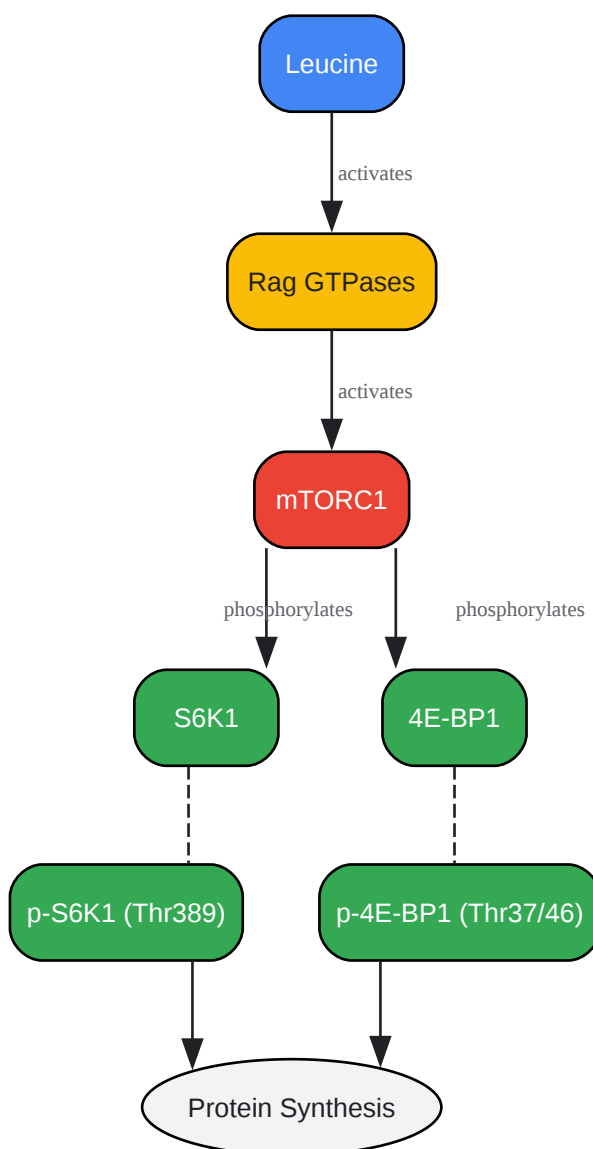 Leucine
activates
Rag GTPases
activates
mTORC1
phosphorylates
phosphorylates
S6K1
4E-BP1
p-S6K1 (Thr389)
p-4E-BP1 (Thr37/46)
Protein Synthesis